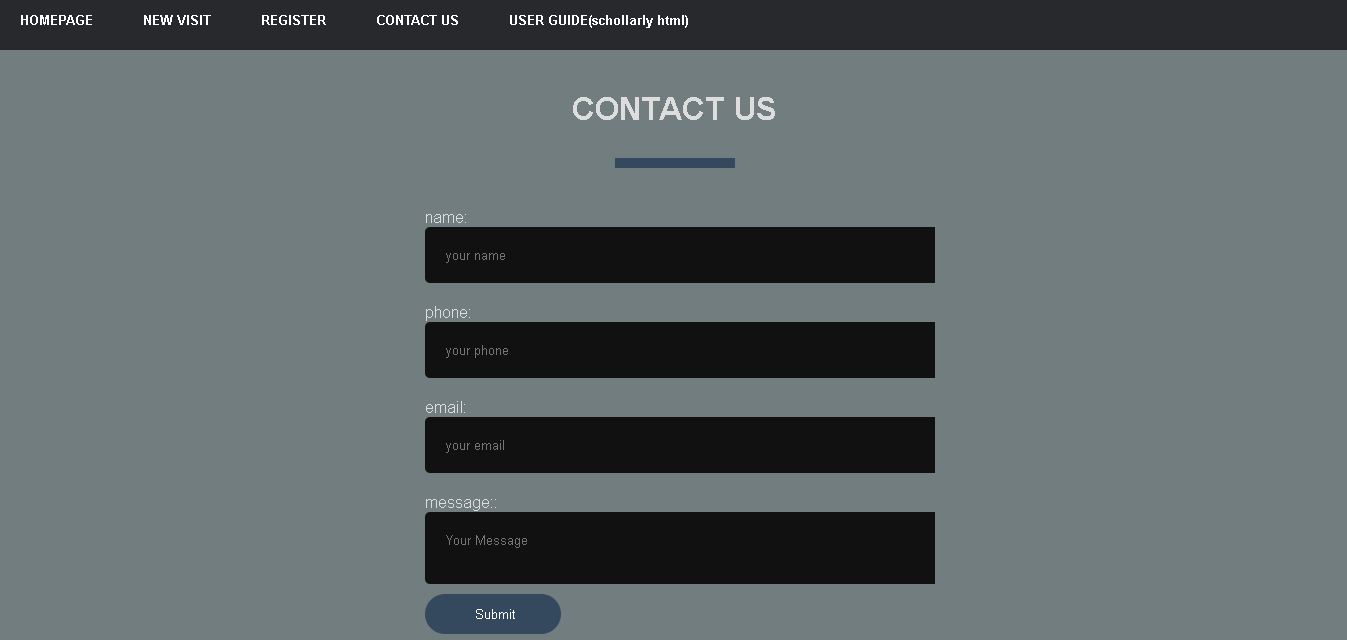 HOMEPAGE NEW VISIT REGISTER CONTACT US USER GUIDE(schollarly html)
CONTACT US
name:
your name
phone:
your phone
email:
your email
message::
Your Message
Submit